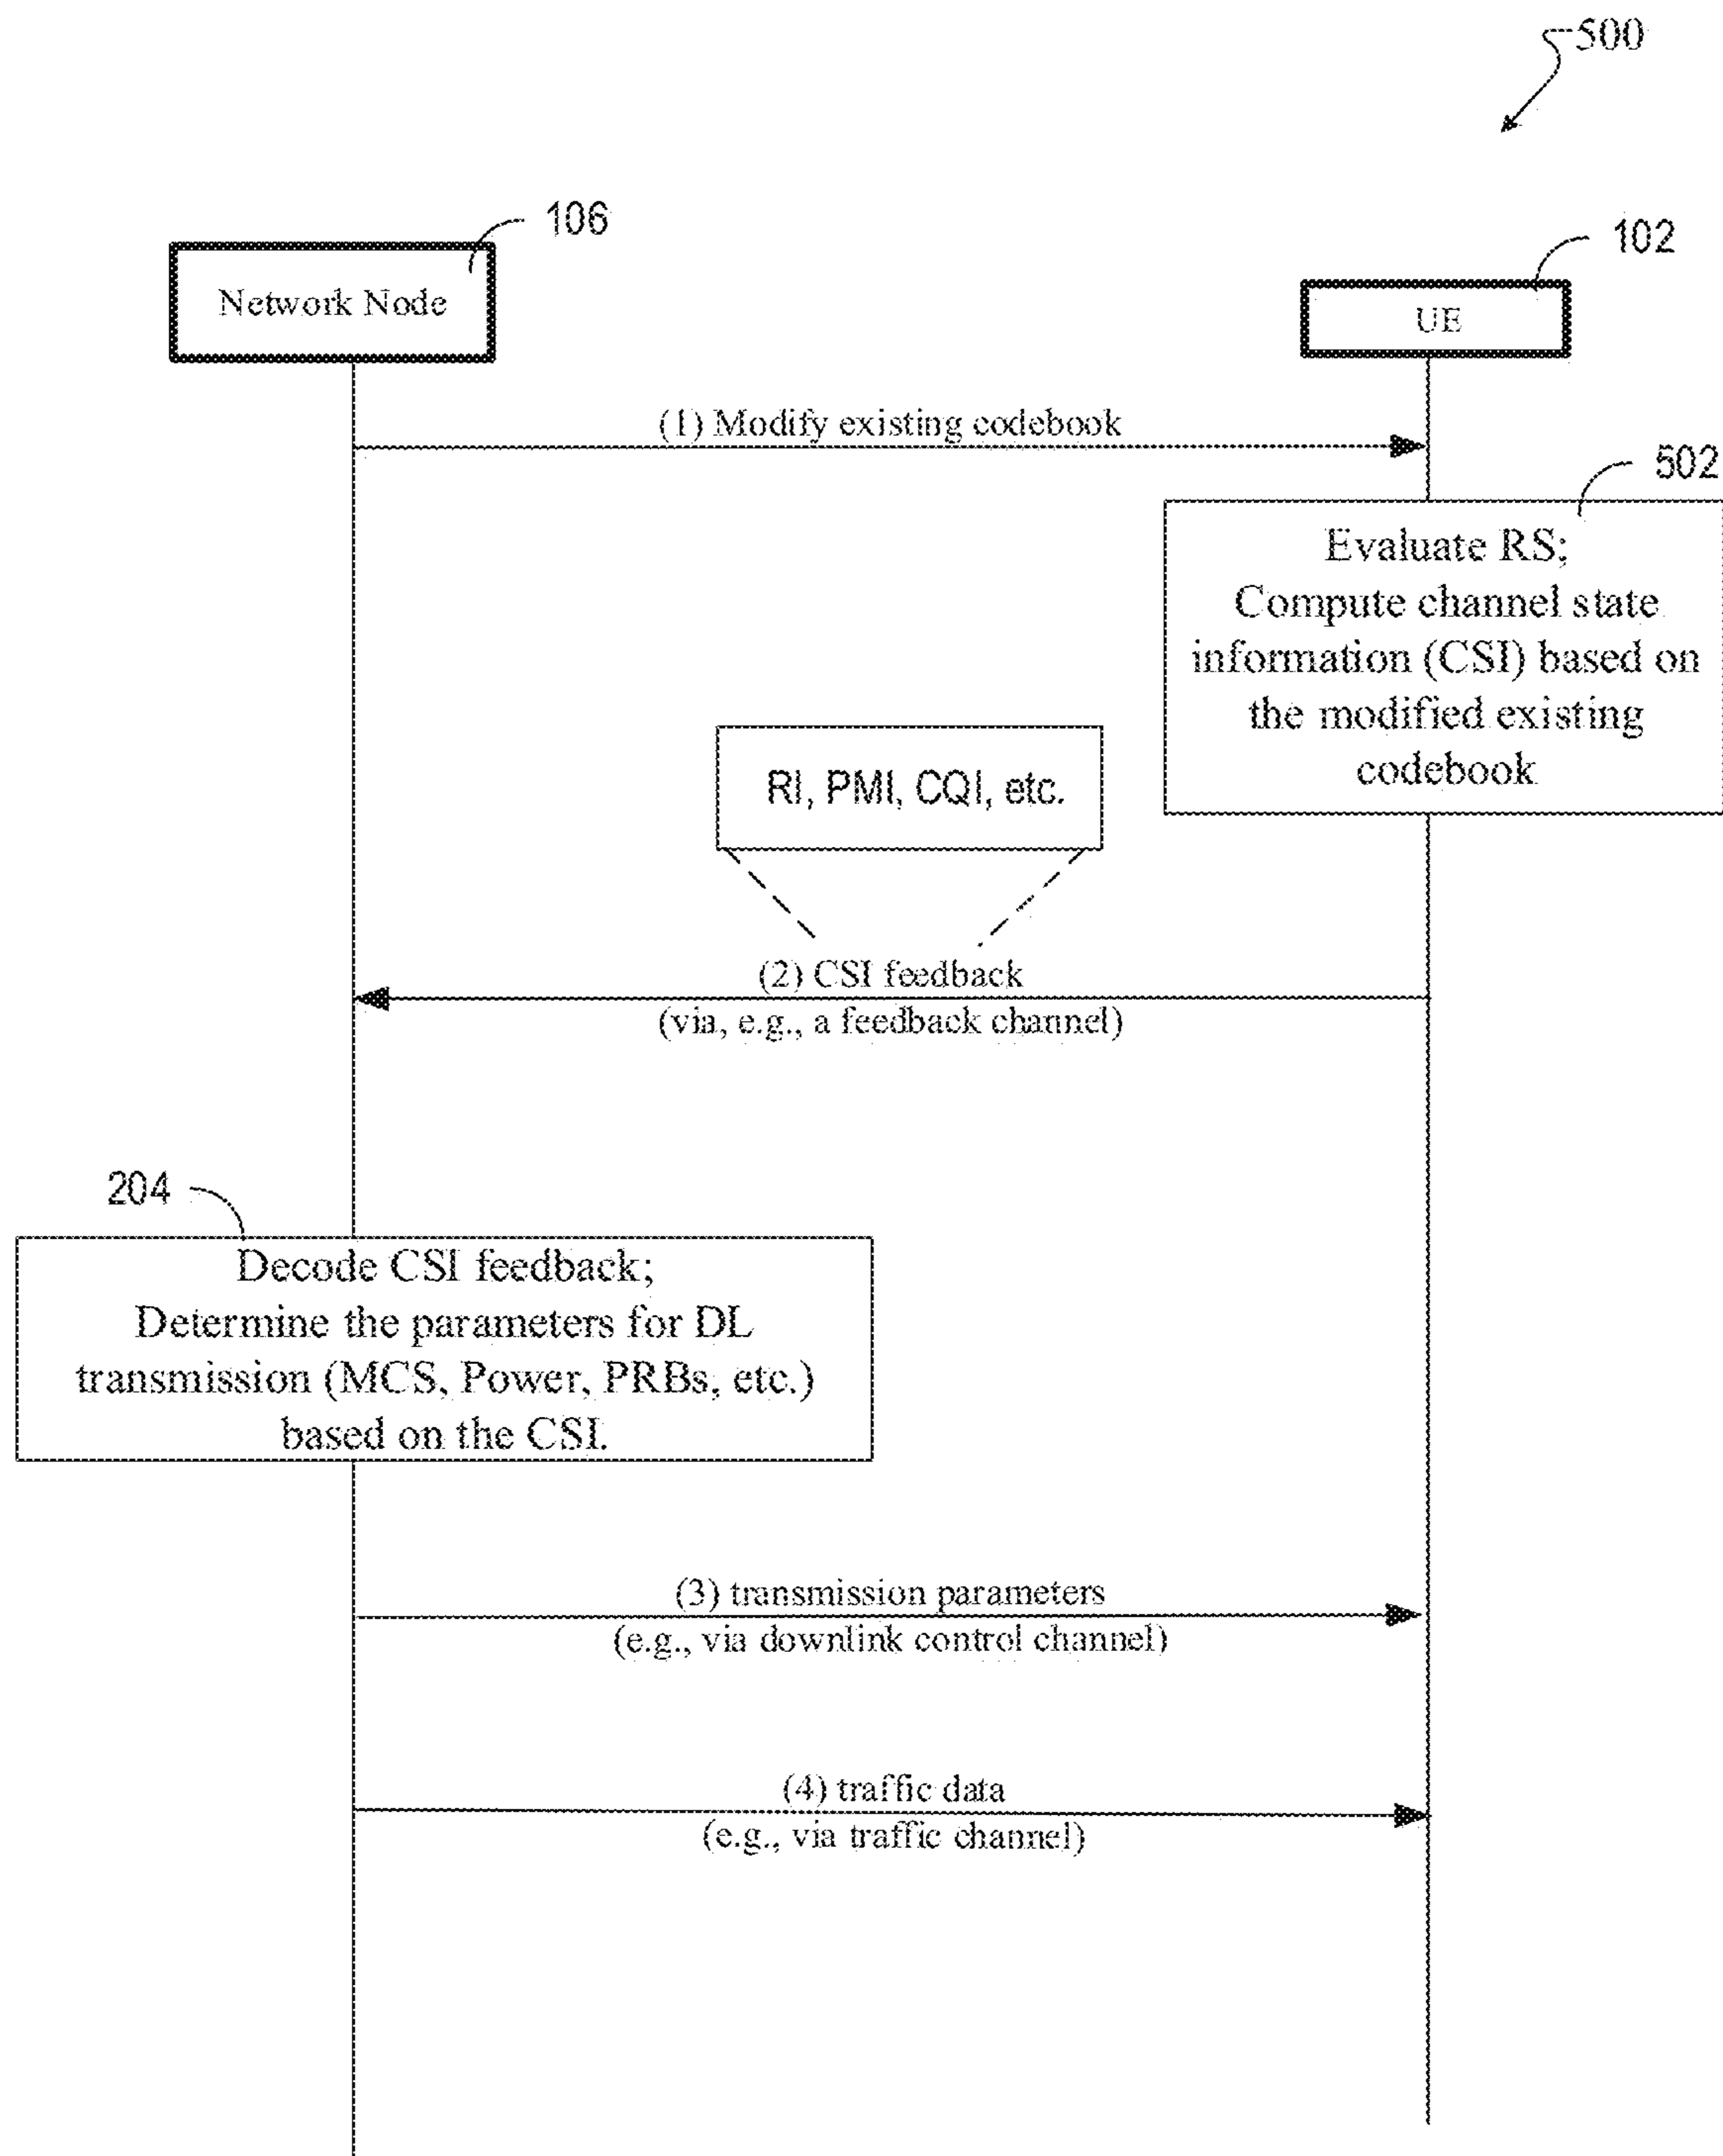 500
106
Network Node
102
UE
(1) Modify existing codebook
502
Evaluate RS;
Compute channel state
information (CSI) based on
the modified existing
codebook
RI, PMI, CQI, etc.
(2) CSI feedback
(via, e.g., a feedback channel)
204
Decode CSI feedback;
Determine the parameters for DL
transmission (MCS, Power, PRBs, etc.)
based on the CSI.
(3) transmission parameters
(e.g., via downlink control channel)
(4) traffic data
(e.g., via traffic channel)